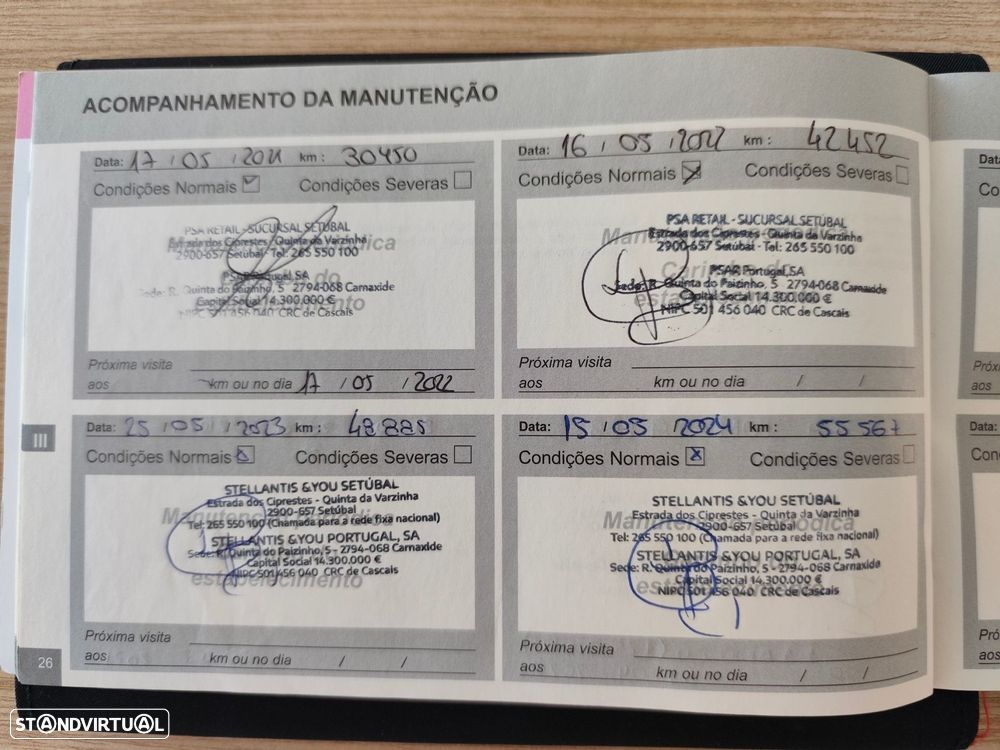 ACOMPANHAMENTO DA MANUTENÇÃO
Data: 17 / 05 / 2021 km : 30450
Condições Normais Condições Severas
PSA RETAIL - SUCURSAL SETÚBAL
Estrada dos Ciprestes - Quinta da Varzinha
2900-657 Setúbal - Tel: 265 550 100
PSAR Portugal, SA
Sede: R. Quinta do Paizinho, 5 2794-068 Carnaxide
Capital Social 14.300.000 €
NIPC 501 456 040 CRC de Cascais
Próxima visita
aos km ou no dia 17 / 05 / 2022
Data: 16 / 05 / 2022 km : 42452
Condições Normais X Condições Severas
PSA RETAIL - SUCURSAL SETÚBAL
Estrada dos Ciprestes - Quinta da Varzinha
2900-657 Setúbal - Tel: 265 550 100
PSAR Portugal, SA
Sede: R. Quinta do Paizinho, 5 2794-068 Carnaxide
Capital Social 14.300.000 €
NIPC 501 456 040 CRC de Cascais
Próxima visita
aos km ou no dia / /
III
Data: 25 / 05 / 2023 km : 48885
Condições Normais Condições Severas
STELLANTIS &YOU SETÚBAL
Estrada dos Ciprestes - Quinta da Varzinha
2900-657 Setúbal
Tel: 265 550 100 (Chamada para a rede fixa nacional)
STELLANTIS &YOU PORTUGAL, SA
Sede: R. Quinta do Paizinho, 5 - 2794-068 Carnaxide
Capital Social 14.300.000 €
NIPC 501 456 040 CRC de Cascais
estabelecimento
Próxima visita
aos km ou no dia / /
Data: 15 / 05 / 2024 km : 55567
Condições Normais X Condições Severas
STELLANTIS &YOU SETÚBAL
Estrada dos Ciprestes - Quinta da Varzinha
2900-657 Setúbal
Tel: 265 550 100 (Chamada para a rede fixa nacional)
STELLANTIS &YOU PORTUGAL, SA
Sede: R. Quinta do Paizinho, 5 - 2794-068 Carnaxide
Capital Social 14.300.000 €
NIPC 501 456 040 CRC de Cascais
Próxima visita
aos km ou no dia / /
26
STANDVIRTUAL